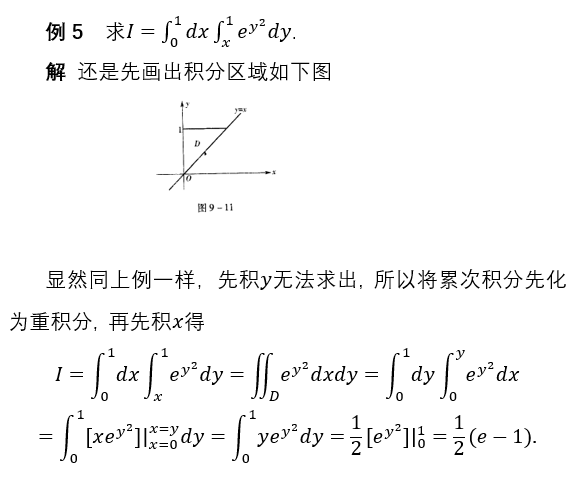 例 5 求I = ∫₀¹ dx ∫ₓ¹ e^{y²} dy.
解 还是先画出积分区域如下图
y
y=x
1
D
O
x
图 9-11
显然同上例一样, 先积y无法求出, 所以将累次积分先化
为重积分, 再先积x得
I = ∫₀¹ dx ∫ₓ¹ e^{y²} dy = ∬_D e^{y²} dxdy = ∫₀¹ dy ∫₀^y e^{y²} dx
= ∫₀¹ [xe^{y²}]|_{x=0}^{x=y} dy = ∫₀¹ ye^{y²} dy = 1/2 [e^{y²}]|₀¹ = 1/2 (e − 1).